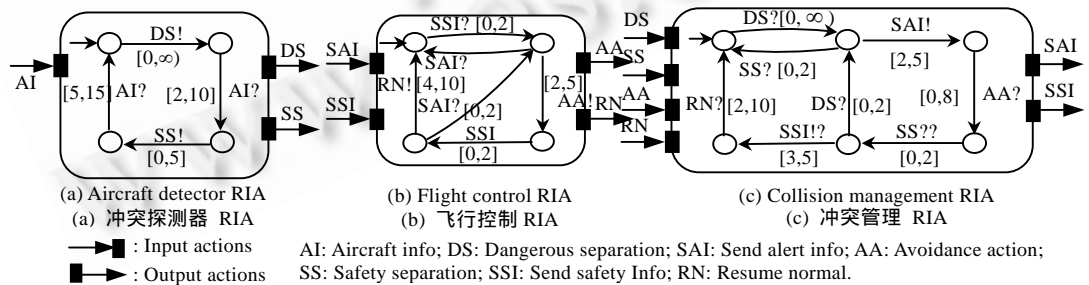 DS!
[0,∞)
AI
[5,15]
AI?
[2,10]
AI?
SS!
[0,5]
DS
SS
(a) Aircraft detector RIA
(a) 冲突探测器 RIA
SSI? [0,2]
SAI
SSI
SAI?
RN!
[4,10]
SAI?
[0,2]
[2,5]
SSI
[0,2]
AA
AA!
RN
(b) Flight control RIA
(b) 飞行控制 RIA
DS?[0, ∞)
SAI!
[2,5]
DS
SS
AA
RN
SS? [0,2]
RN?
[2,10]
DS?
[0,2]
[0,8]
AA?
SSI!?
[3,5]
SS??
[0,2]
SAI
SSI
(c) Collision management RIA
(c) 冲突管理 RIA
: Input actions
: Output actions
AI: Aircraft info; DS: Dangerous separation; SAI: Send alert info; AA: Avoidance action;
SS: Safety separation; SSI: Send safety Info; RN: Resume normal.